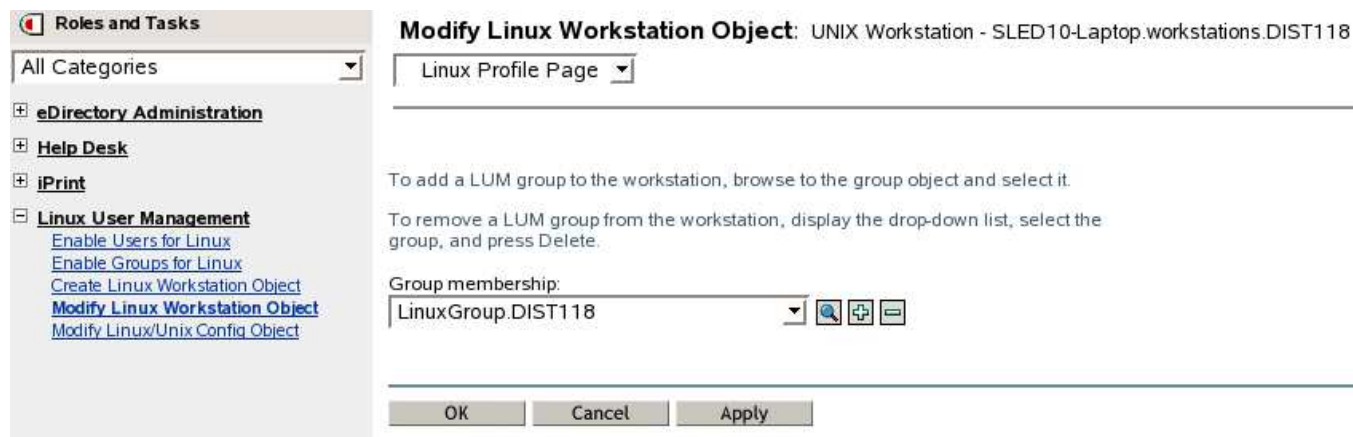 Roles and Tasks
All Categories
eDirectory Administration
Help Desk
iPrint
Linux User Management
Enable Users for Linux
Enable Groups for Linux
Create Linux Workstation Object
Modify Linux Workstation Object
Modify Linux/Unix Config Object
Modify Linux Workstation Object: UNIX Workstation - SLED10-Laptop.workstations.DIST118
Linux Profile Page
To add a LUM group to the workstation, browse to the group object and select it.
To remove a LUM group from the workstation, display the drop-down list, select the
group, and press Delete.
Group membership:
LinuxGroup.DIST118
OK Cancel Apply